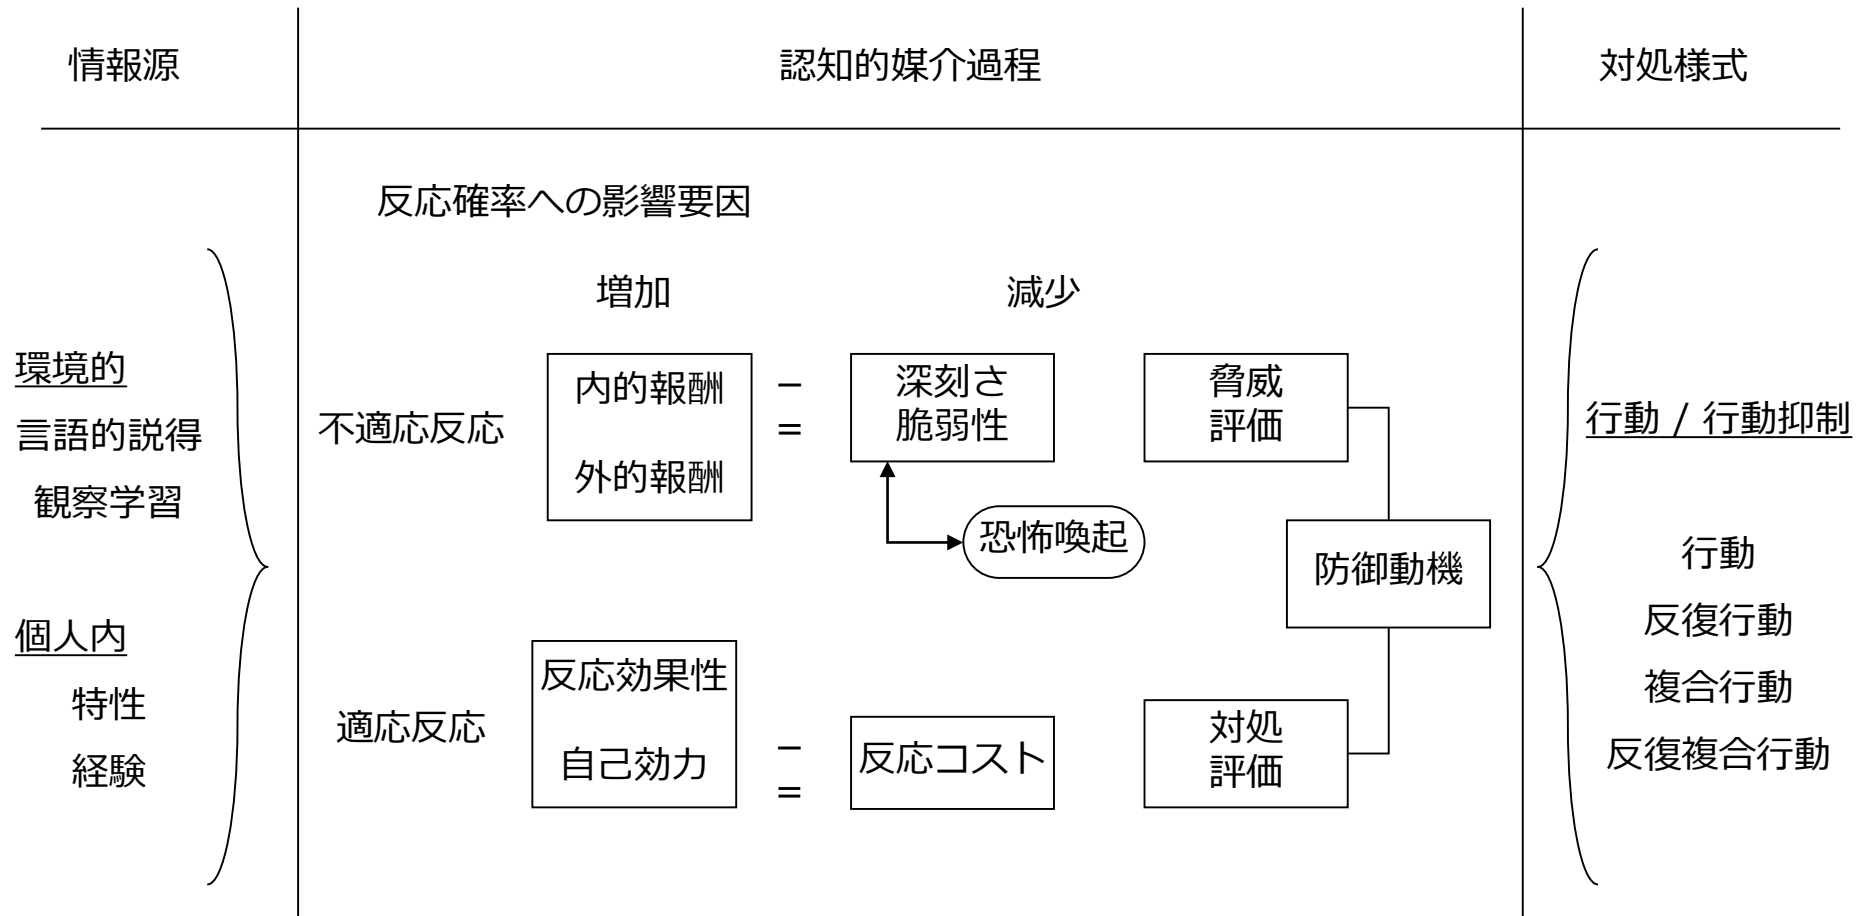 情報源
認知的媒介過程
対処様式
反応確率への影響要因
増加
減少
環境的
言語的説得
観察学習
個人内
特性
経験
不適応反応
内的報酬
外的報酬
−
=
深刻さ
脆弱性
脅威
評価
恐怖喚起
防御動機
適応反応
反応効果性
自己効力
−
=
反応コスト
対処
評価
行動 / 行動抑制
行動
反復行動
複合行動
反復複合行動